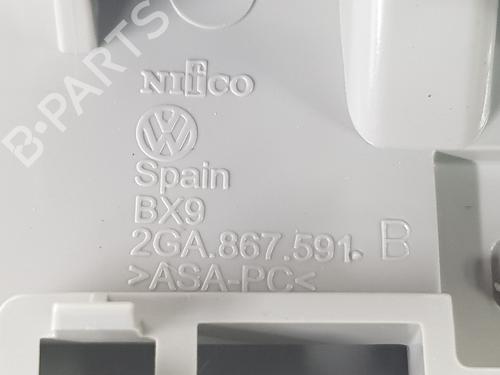 Nifco
Spain
BX9
2GA.867.591. B
>ASA-PC<
B-PARTS